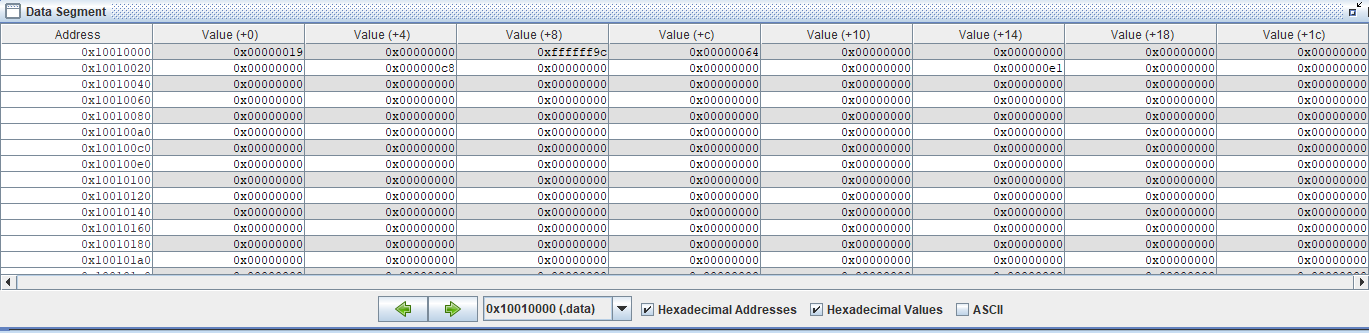 Data Segment
Address Value (+0) Value (+4) Value (+8) Value (+c) Value (+10) Value (+14) Value (+18) Value (+1c)
0x10010000 0x00000019 0x00000000 0xffffff9c 0x00000064 0x00000000 0x00000000 0x00000000 0x00000000
0x10010020 0x00000000 0x000000c8 0x00000000 0x00000000 0x00000000 0x000000e1 0x00000000 0x00000000
0x10010040 0x00000000 0x00000000 0x00000000 0x00000000 0x00000000 0x00000000 0x00000000 0x00000000
0x10010060 0x00000000 0x00000000 0x00000000 0x00000000 0x00000000 0x00000000 0x00000000 0x00000000
0x10010080 0x00000000 0x00000000 0x00000000 0x00000000 0x00000000 0x00000000 0x00000000 0x00000000
0x100100a0 0x00000000 0x00000000 0x00000000 0x00000000 0x00000000 0x00000000 0x00000000 0x00000000
0x100100c0 0x00000000 0x00000000 0x00000000 0x00000000 0x00000000 0x00000000 0x00000000 0x00000000
0x100100e0 0x00000000 0x00000000 0x00000000 0x00000000 0x00000000 0x00000000 0x00000000 0x00000000
0x10010100 0x00000000 0x00000000 0x00000000 0x00000000 0x00000000 0x00000000 0x00000000 0x00000000
0x10010120 0x00000000 0x00000000 0x00000000 0x00000000 0x00000000 0x00000000 0x00000000 0x00000000
0x10010140 0x00000000 0x00000000 0x00000000 0x00000000 0x00000000 0x00000000 0x00000000 0x00000000
0x10010160 0x00000000 0x00000000 0x00000000 0x00000000 0x00000000 0x00000000 0x00000000 0x00000000
0x10010180 0x00000000 0x00000000 0x00000000 0x00000000 0x00000000 0x00000000 0x00000000 0x00000000
0x100101a0 0x00000000 0x00000000 0x00000000 0x00000000 0x00000000 0x00000000 0x00000000 0x00000000
0x10010000 (.data) Hexadecimal Addresses Hexadecimal Values ASCII